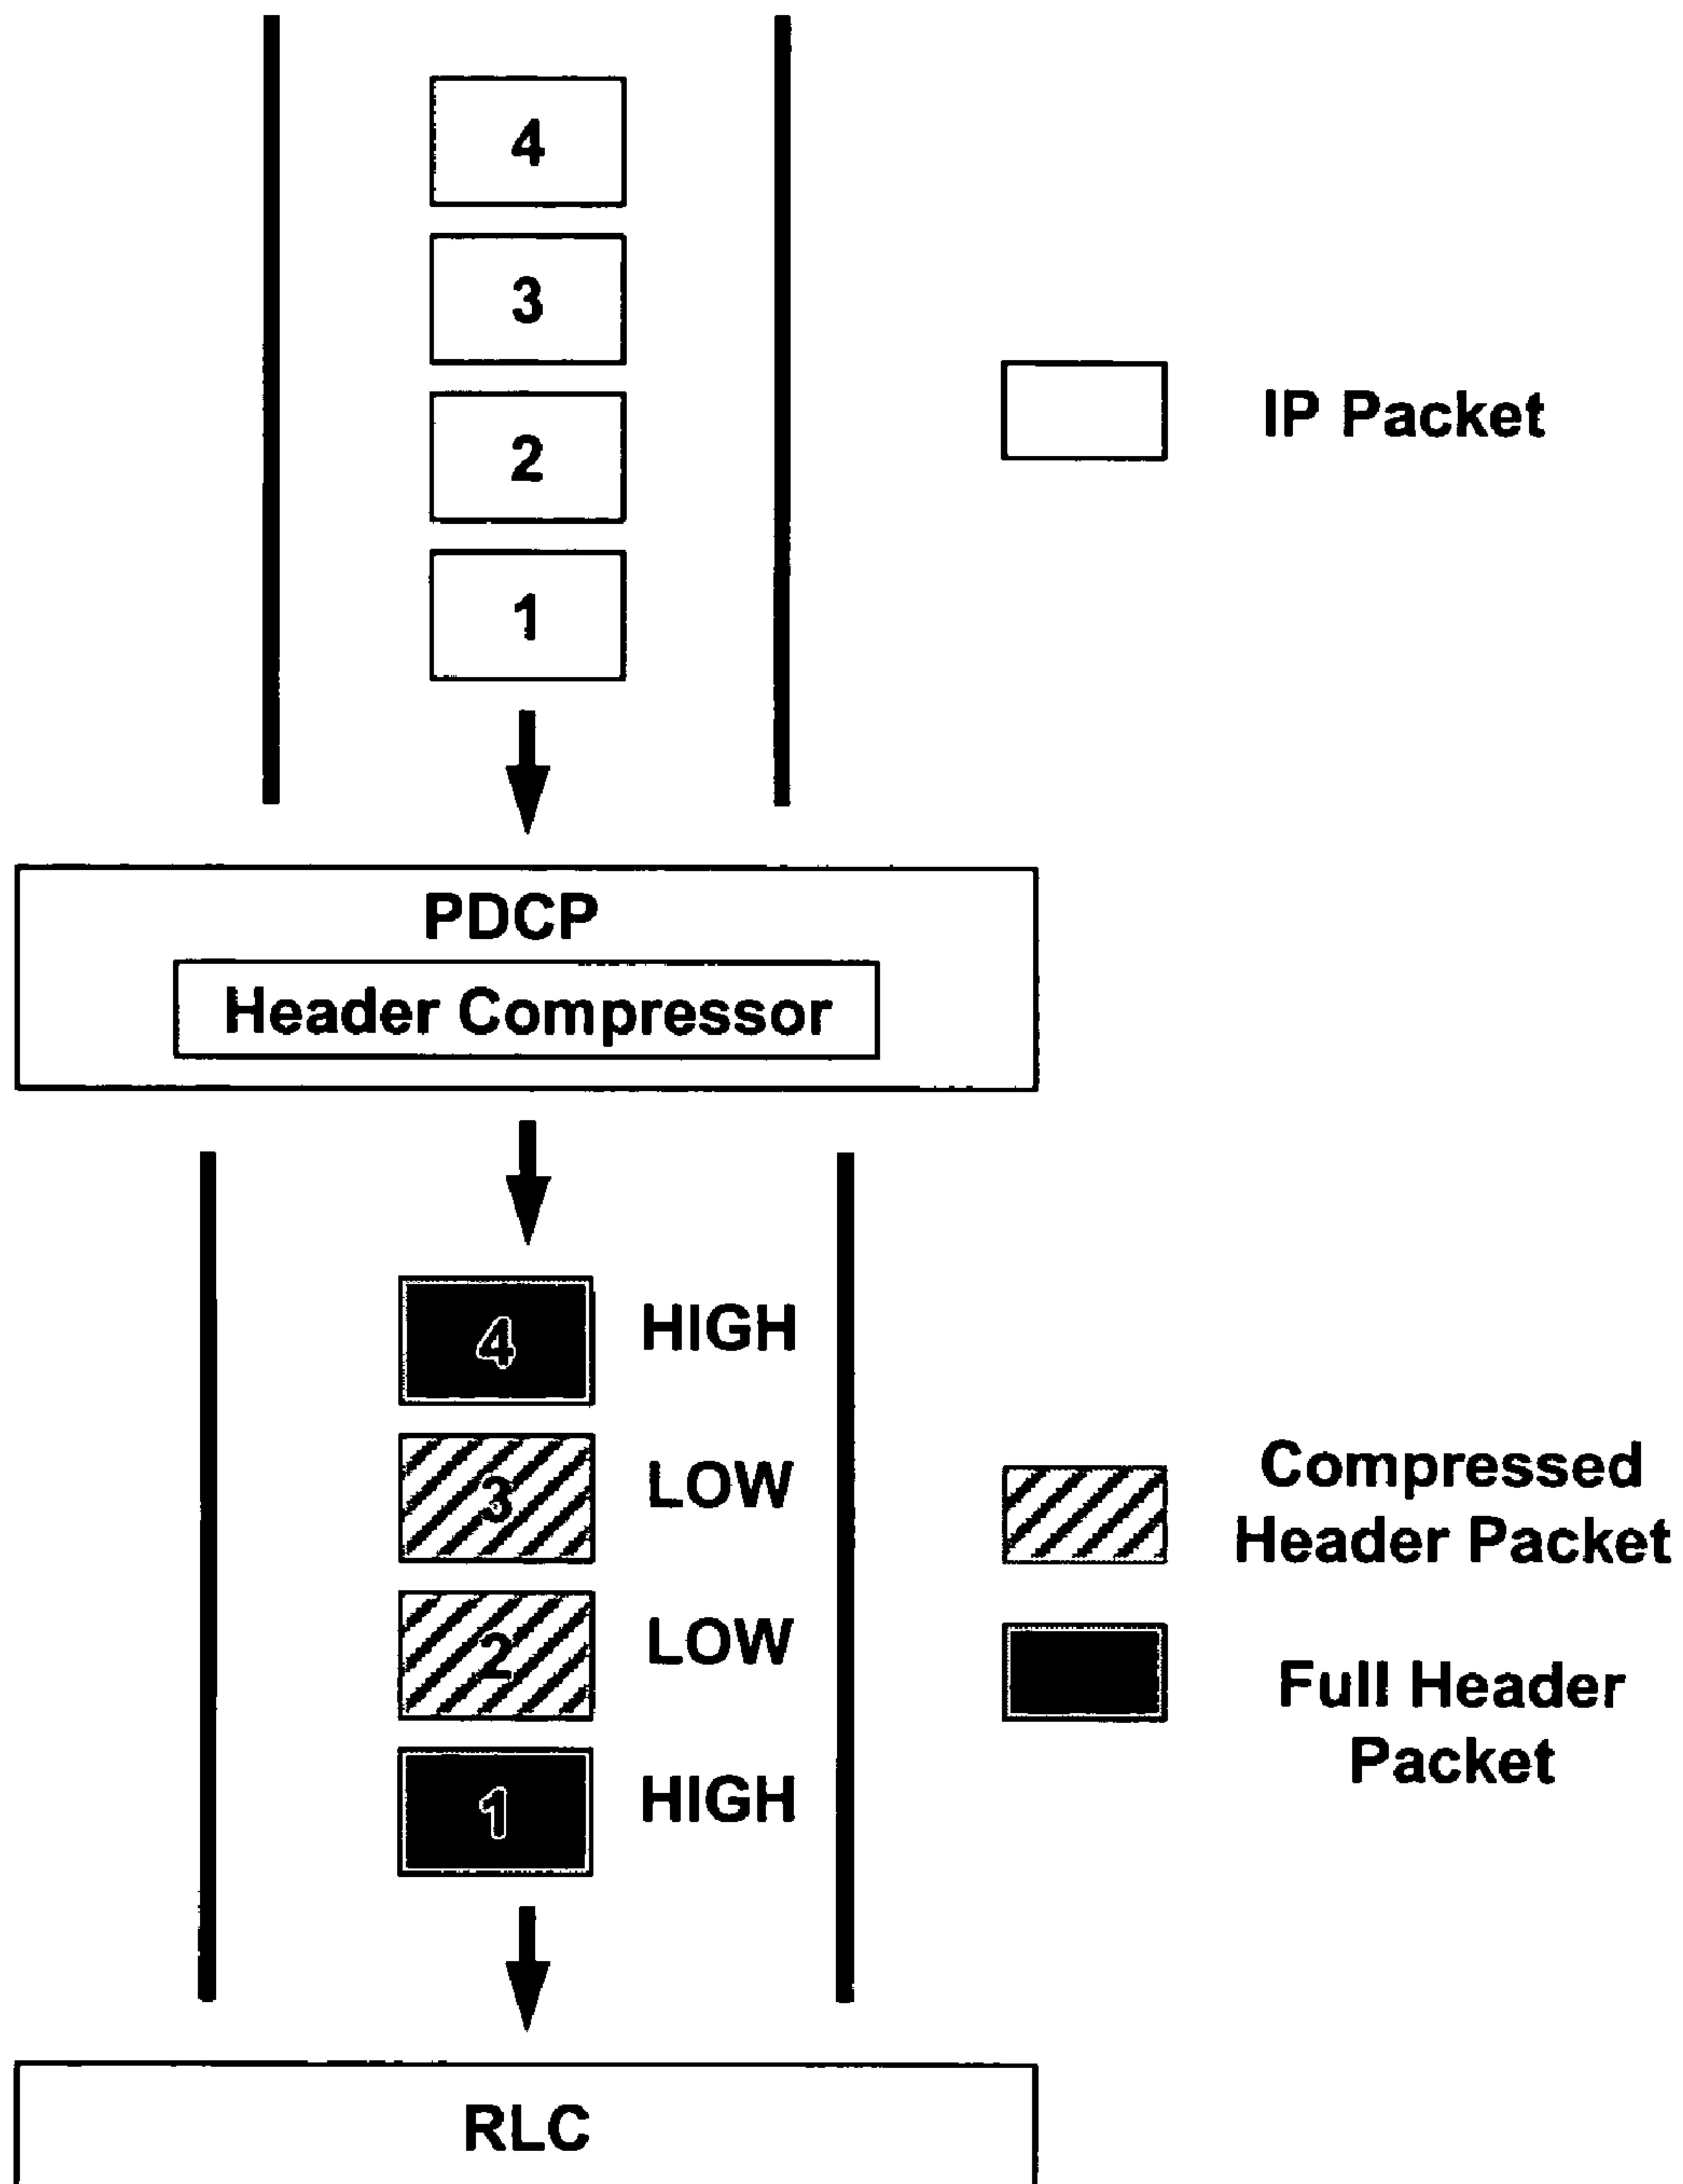 4
3
2
1
IP Packet
PDCP
Header Compressor
4 HIGH
3 LOW
2 LOW
1 HIGH
Compressed
Header Packet
Full Header
Packet
RLC